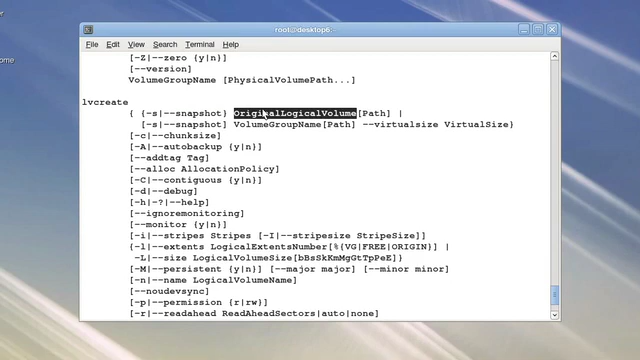 er
ome
root@desktop6:~
File Edit View Search Terminal Help
[-Z|--zero {y|n}]
[--version]
VolumeGroupName [PhysicalVolumePath...]
lvcreate
{ {-s|--snapshot} OriginalLogicalVolume[Path] |
[-s|--snapshot] VolumeGroupName[Path] --virtualsize VirtualSize}
[-c|--chunksize]
[-A|--autobackup {y|n}]
[--addtag Tag]
[--alloc AllocationPolicy]
[-C|--contiguous {y|n}]
[-d|--debug]
[-h|-?|--help]
[--ignoremonitoring]
[--monitor {y|n}]
[-i|--stripes Stripes [-I|--stripesize StripeSize]]
{-l|--extents LogicalExtentsNumber[%{VG|FREE|ORIGIN}] |
-L|--size LogicalVolumeSize[bBsSkKmMgGtTpPeE]}
[-M|--persistent {y|n}] [--major major] [--minor minor]
[-n|--name LogicalVolumeName]
[--noudevsync]
[-p|--permission {r|rw}]
[-r|--readahead ReadAheadSectors|auto|none]